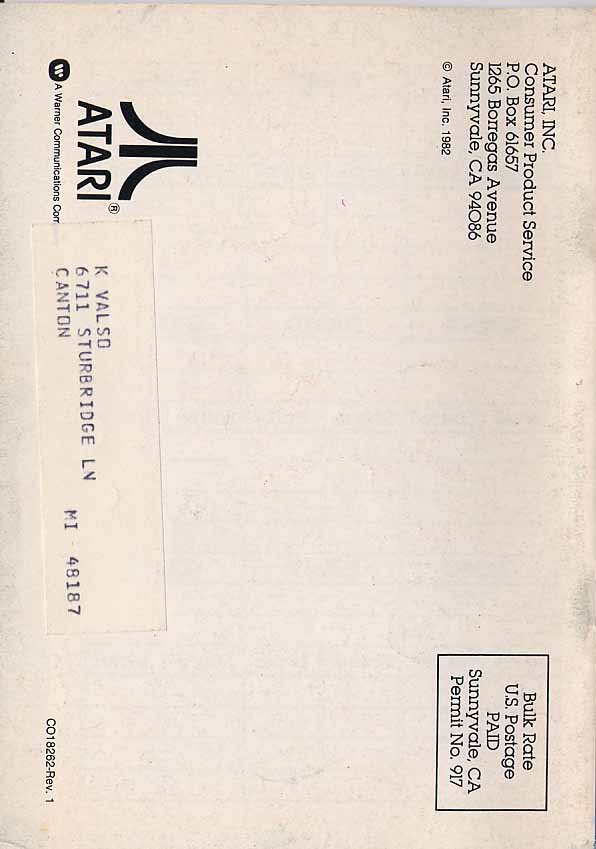 ATARI, INC.
Consumer Product Service
P.O. Box 61657
1265 Borregas Avenue
Sunnyvale, CA 94086
© Atari, Inc. 1982
Bulk Rate
U.S. Postage
PAID
Sunnyvale, CA
Permit No. 917
ATARI®
A Warner Communications Com
K VALSO
6711 STURBRIDGE LN
CANTON MI - 48187
CO18262-Rev. 1